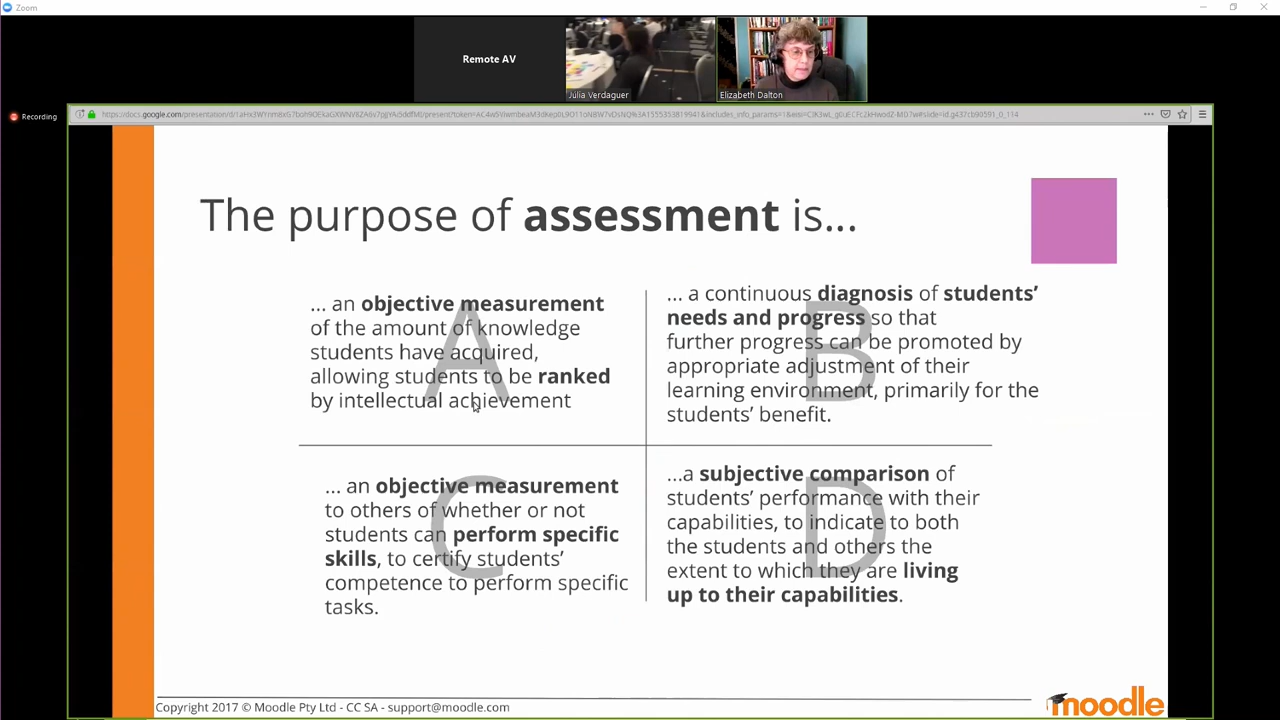 Zoom
Remote AV
Julia Verdaguer
Elizabeth Dalton
Recording
The purpose of assessment is...
A
... an objective measurement
of the amount of knowledge
students have acquired,
allowing students to be ranked
by intellectual achievement
B
... a continuous diagnosis of students’
needs and progress so that
further progress can be promoted by
appropriate adjustment of their
learning environment, primarily for the
students’ benefit.
C
... an objective measurement
to others of whether or not
students can perform specific
skills, to certify students’
competence to perform specific
tasks.
D
...a subjective comparison of
students’ performance with their
capabilities, to indicate to both
the students and others the
extent to which they are living
up to their capabilities.
Copyright 2017 © Moodle Pty Ltd - CC SA - support@moodle.com
moodle